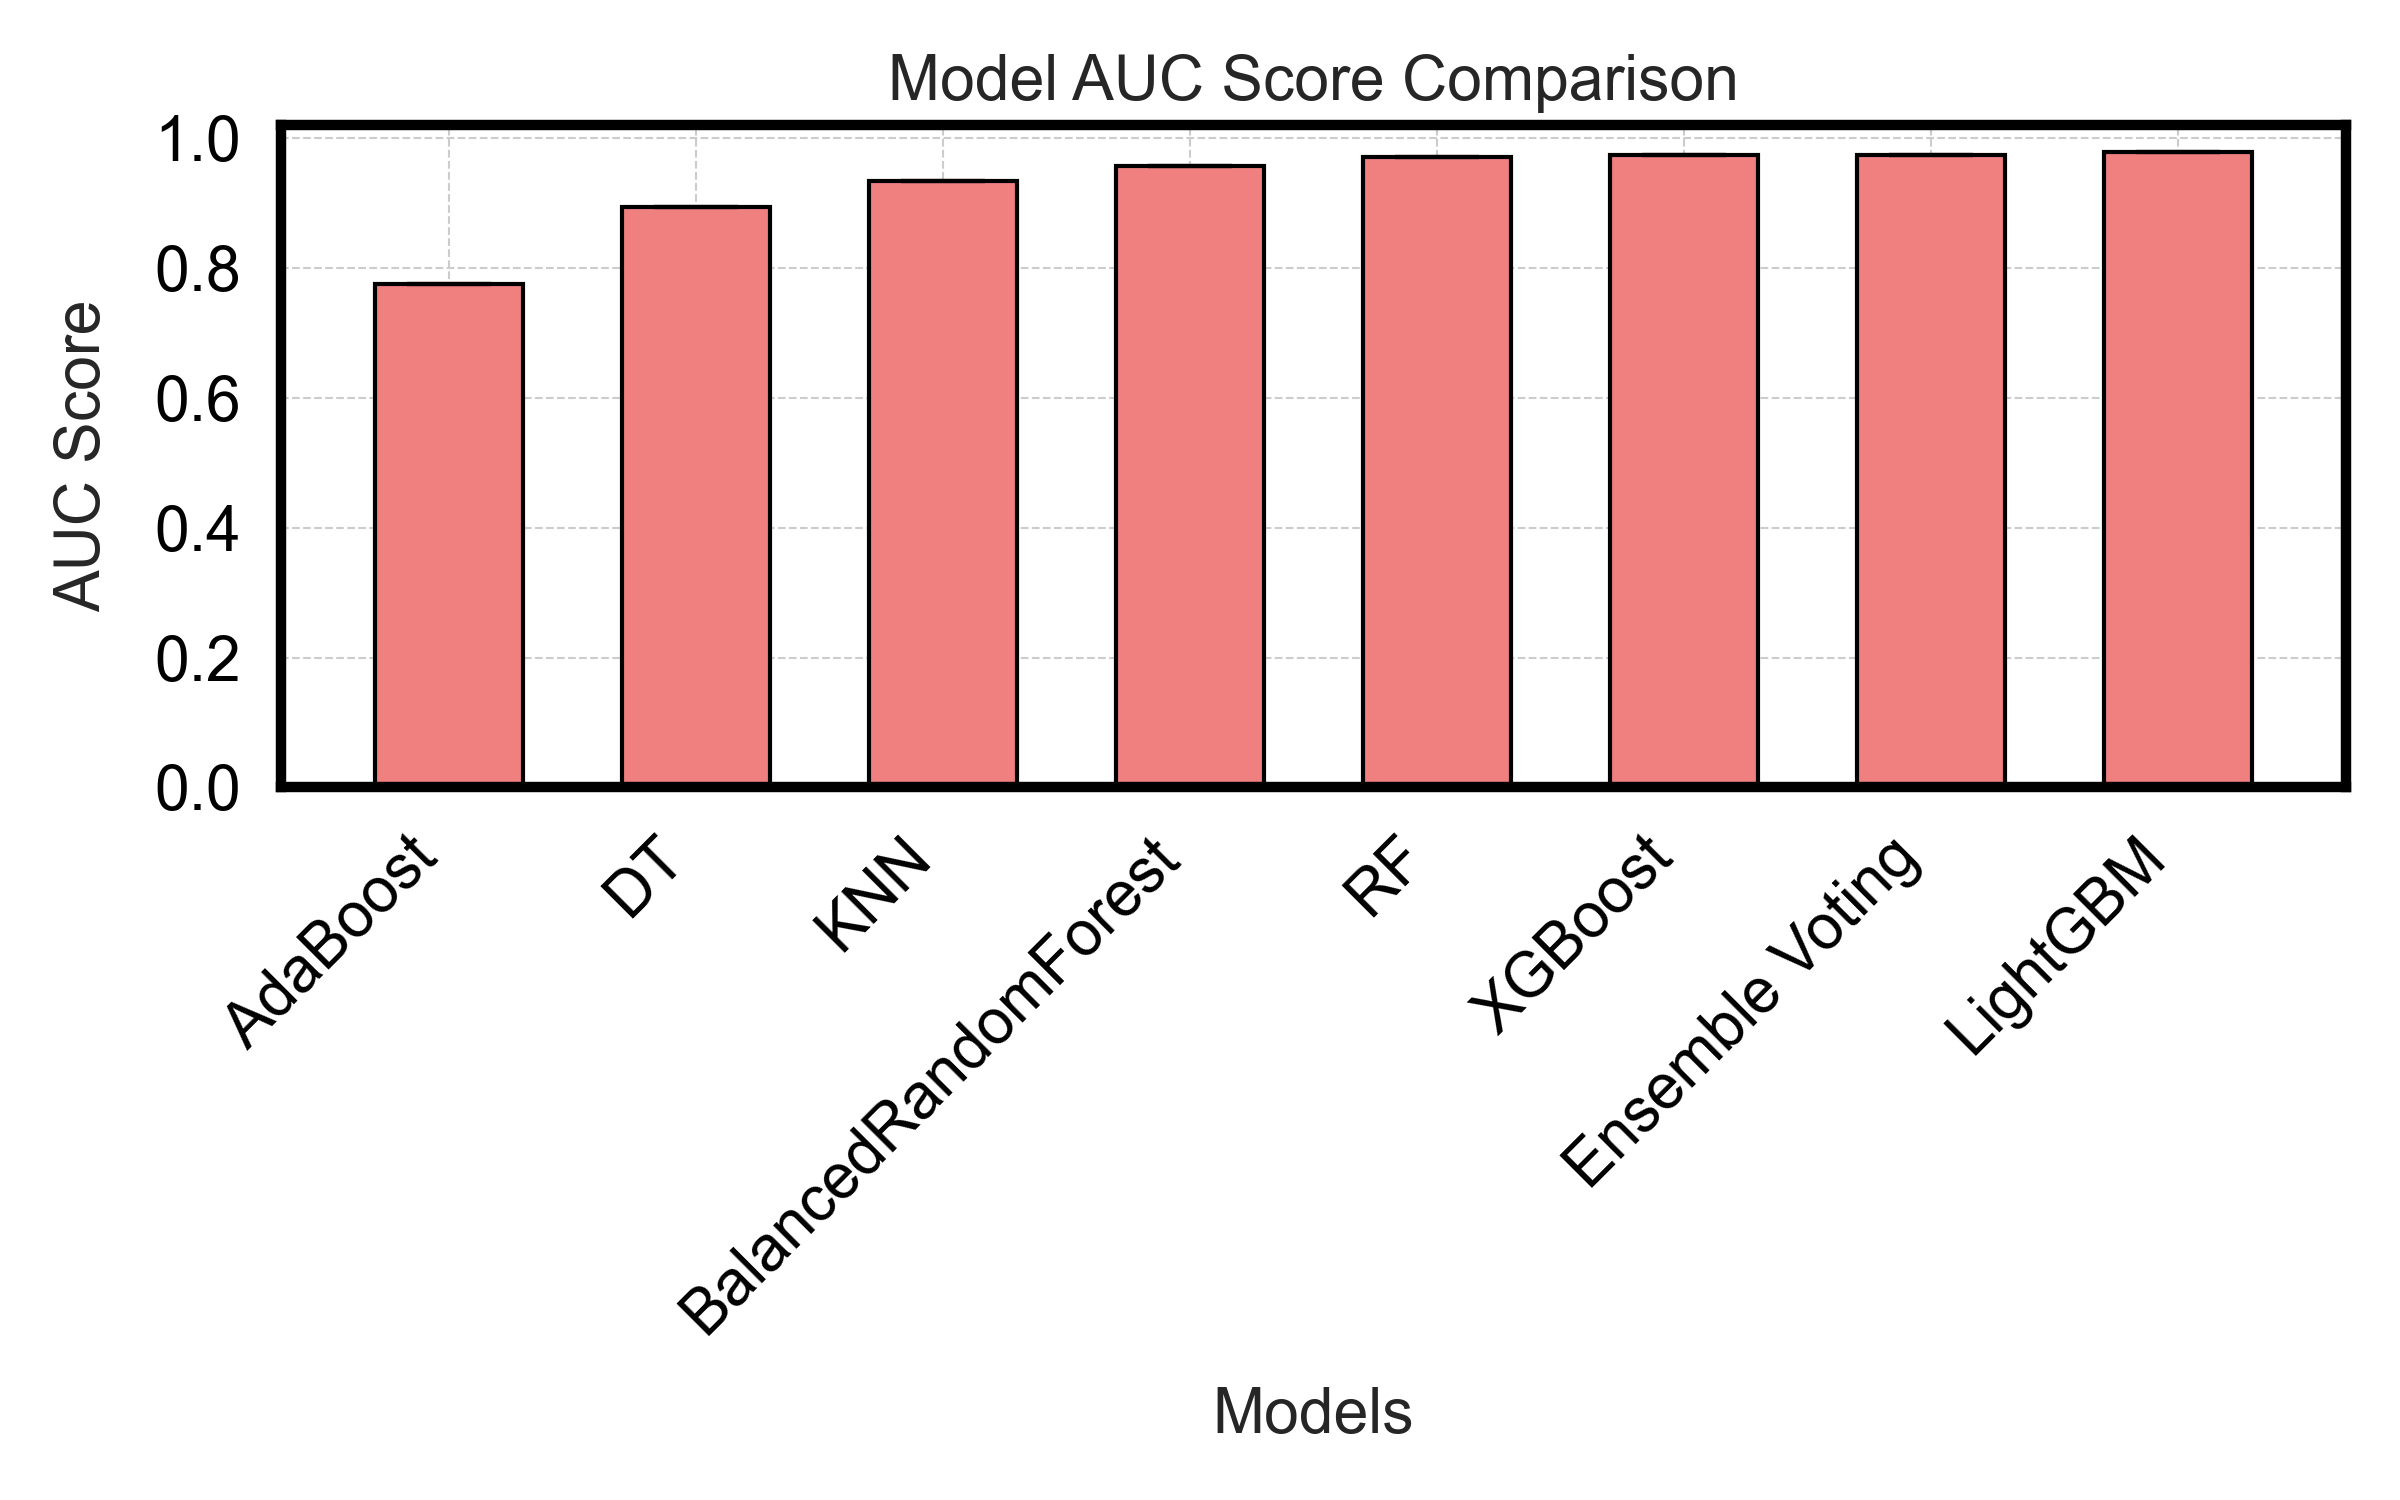 Model AUC Score Comparison
AUC Score
1.0
0.8
0.6
0.4
0.2
0.0
AdaBoost
DT
KNN
BalancedRandomForest
RF
XGBoost
Ensemble Voting
LightGBM
Models